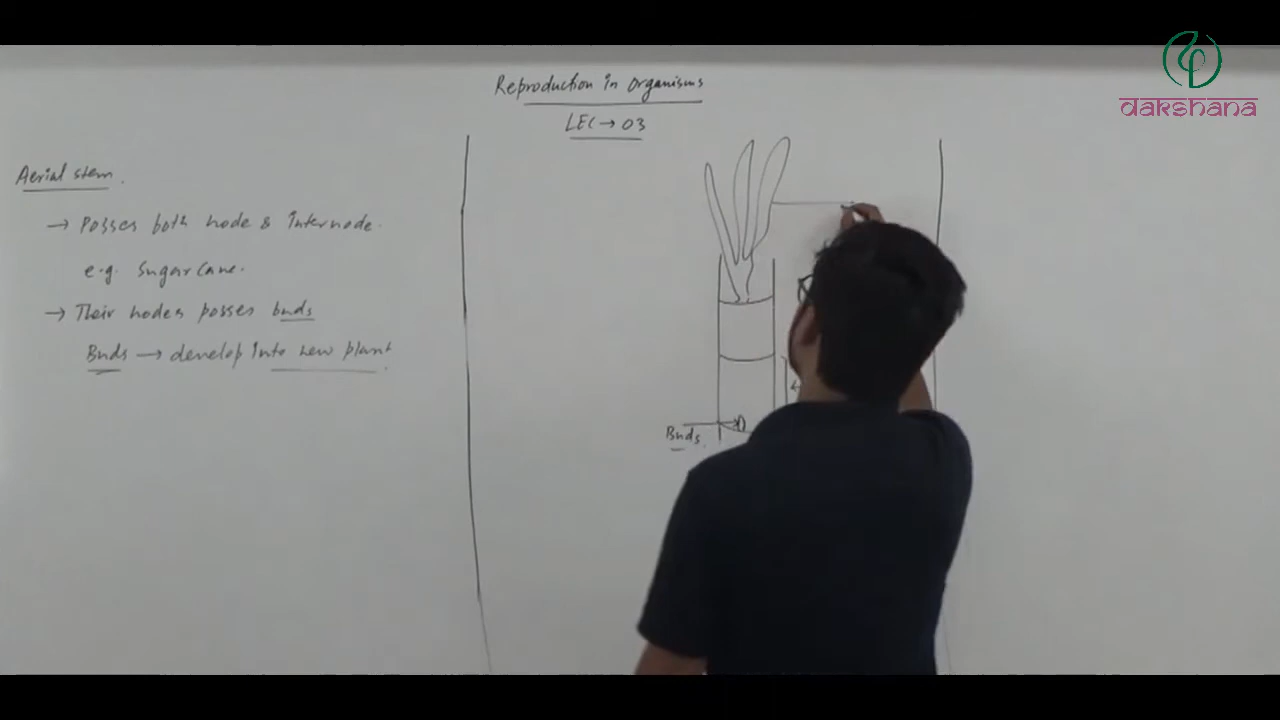 Reproduction in organisms
LEC → 03
dakshana
Aerial stem.
→ Posses both node & internode.
e.g. Sugarcane.
→ Their nodes posses buds
Buds → develop into new plant
Buds.